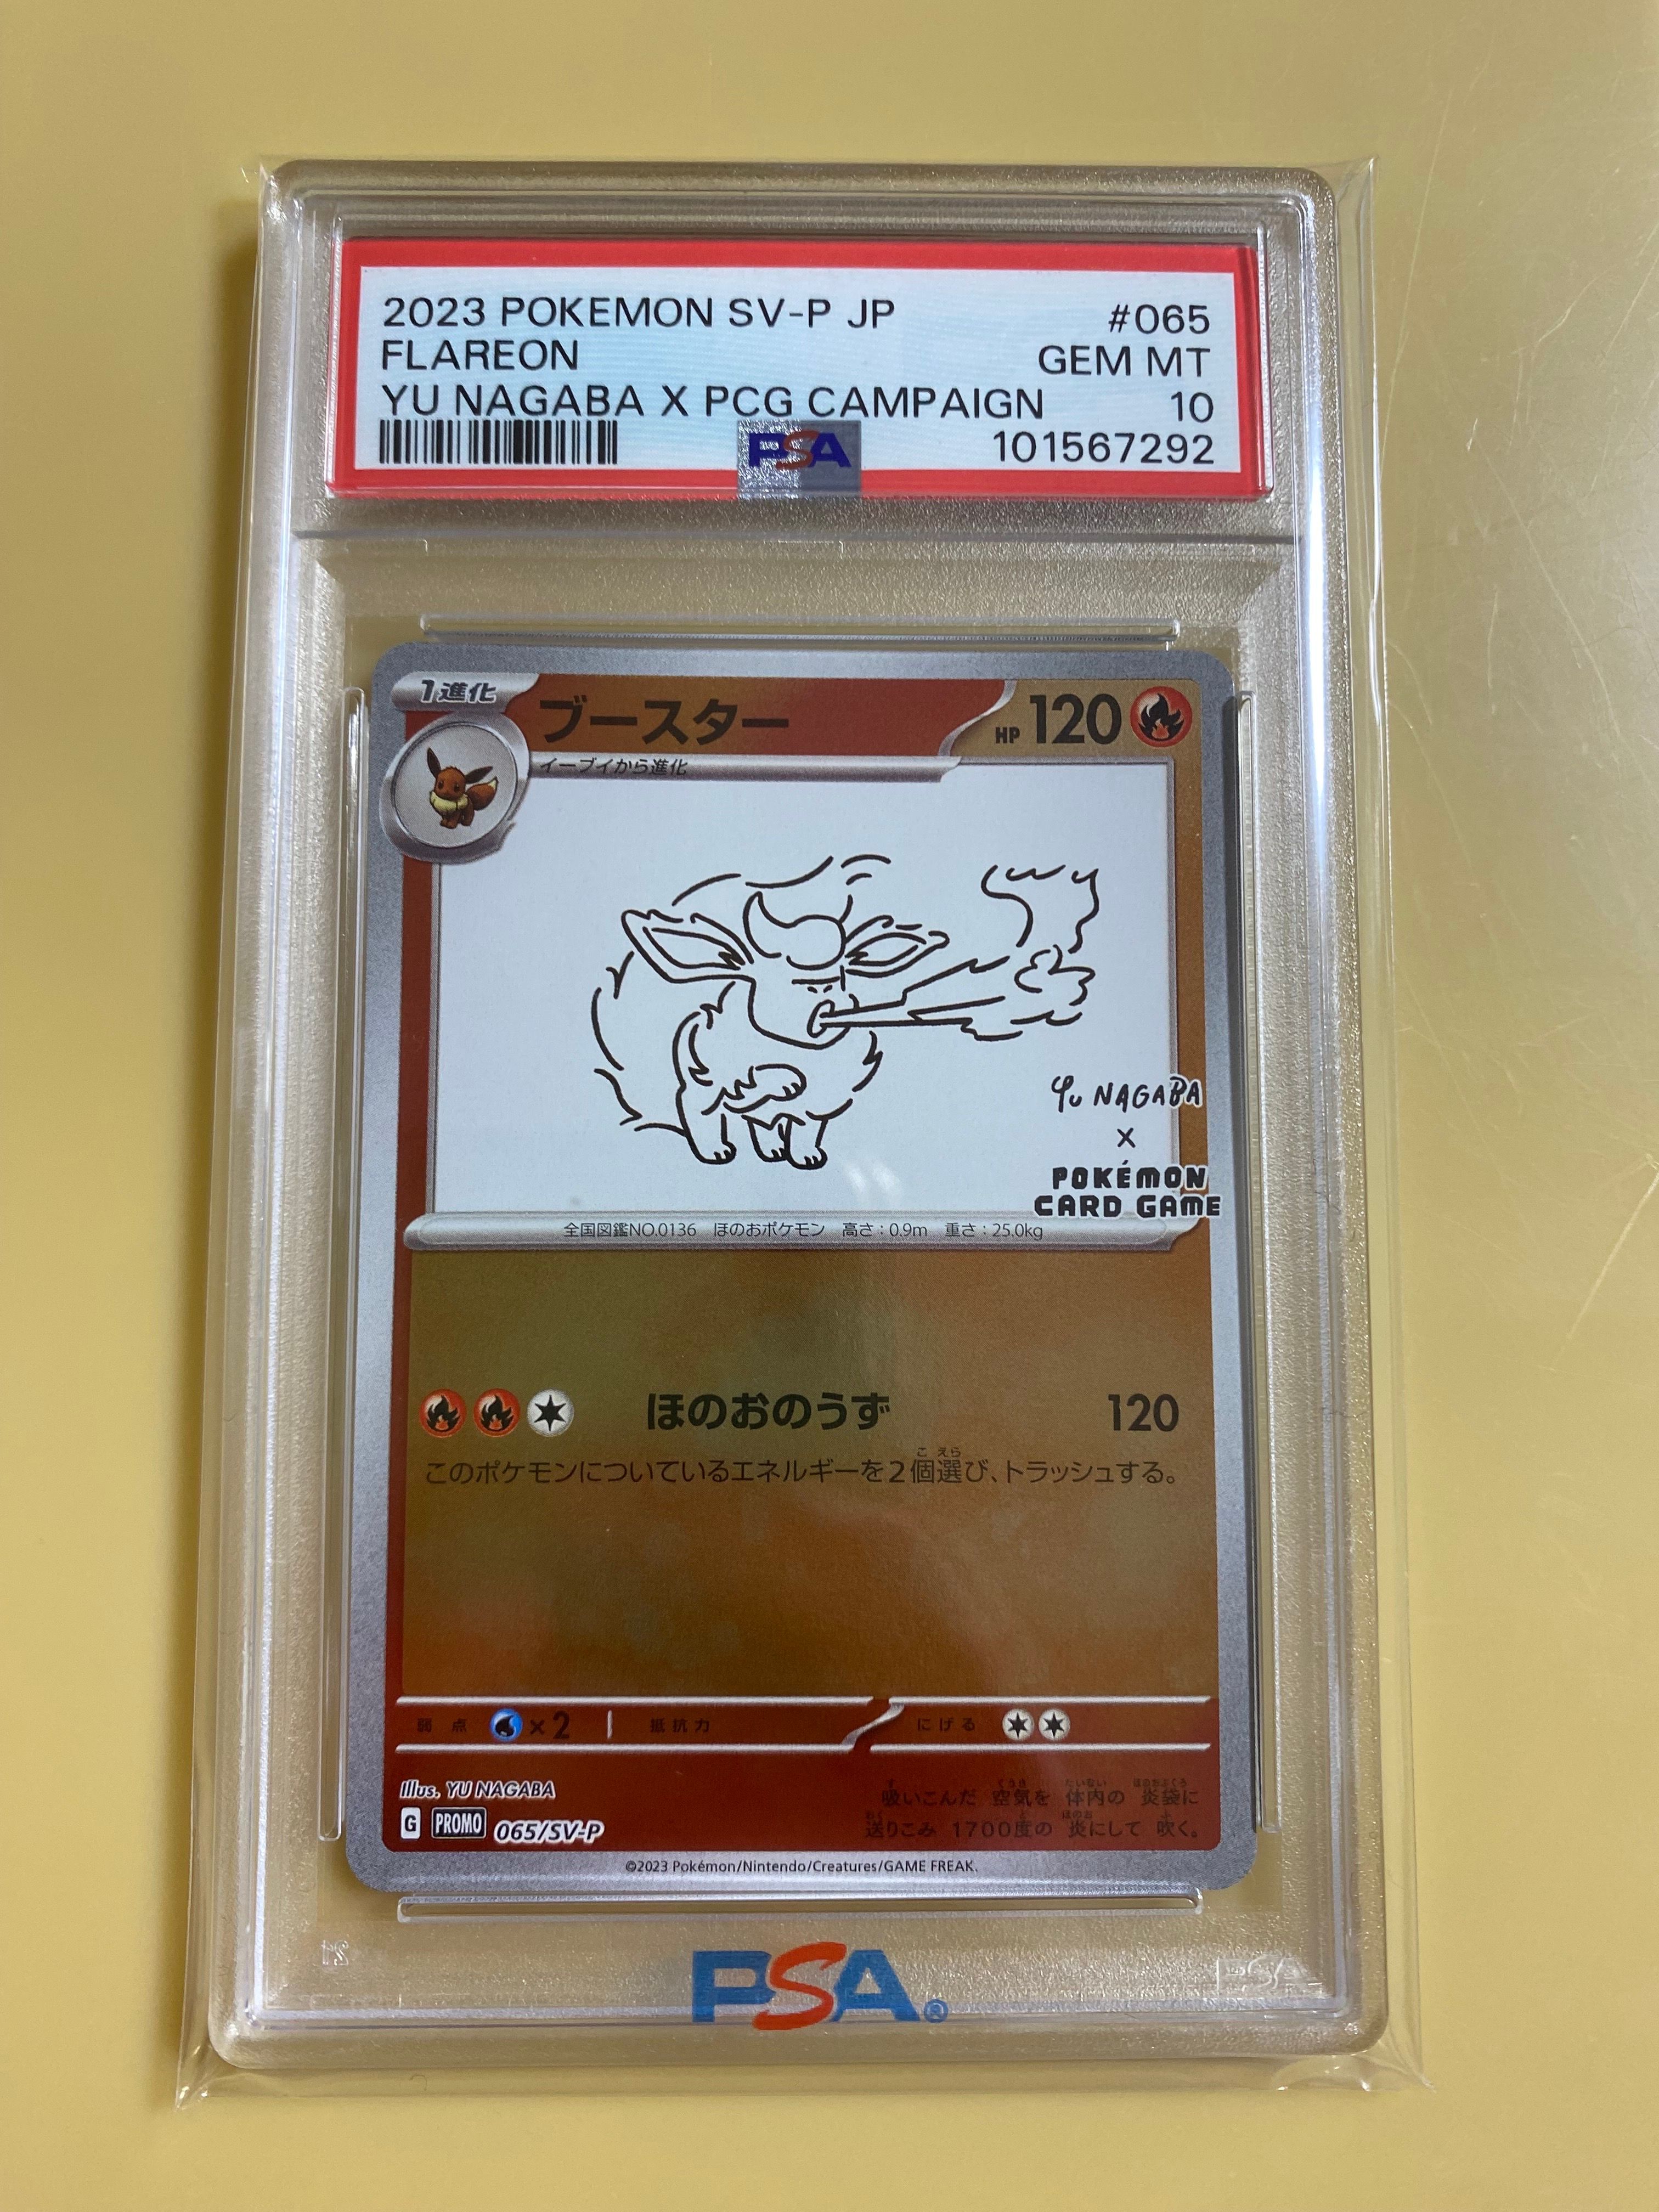 2023 POKEMON SV-P JP #065
FLAREON GEM MT
YU NAGABA X PCG CAMPAIGN 10
PSA 101567292
1進化
ブースター HP 120
イーブイから進化
Yu NAGABA
×
POKÉMON
CARD GAME
全国図鑑NO.0136 ほのおポケモン 高さ:0.9m 重さ:25.0kg
ほのおのうず 120
このポケモンについているエネルギーを2個選び、トラッシュする。
弱点 ×2 抵抗力 にげる
Illus. YU NAGABA
吸いこんだ 空気を 体内の 炎袋に
G PROMO 065/SV-P
送りこみ 1700度の 炎にして 吹く。
©2023 Pokémon/Nintendo/Creatures/GAME FREAK.
PSA®